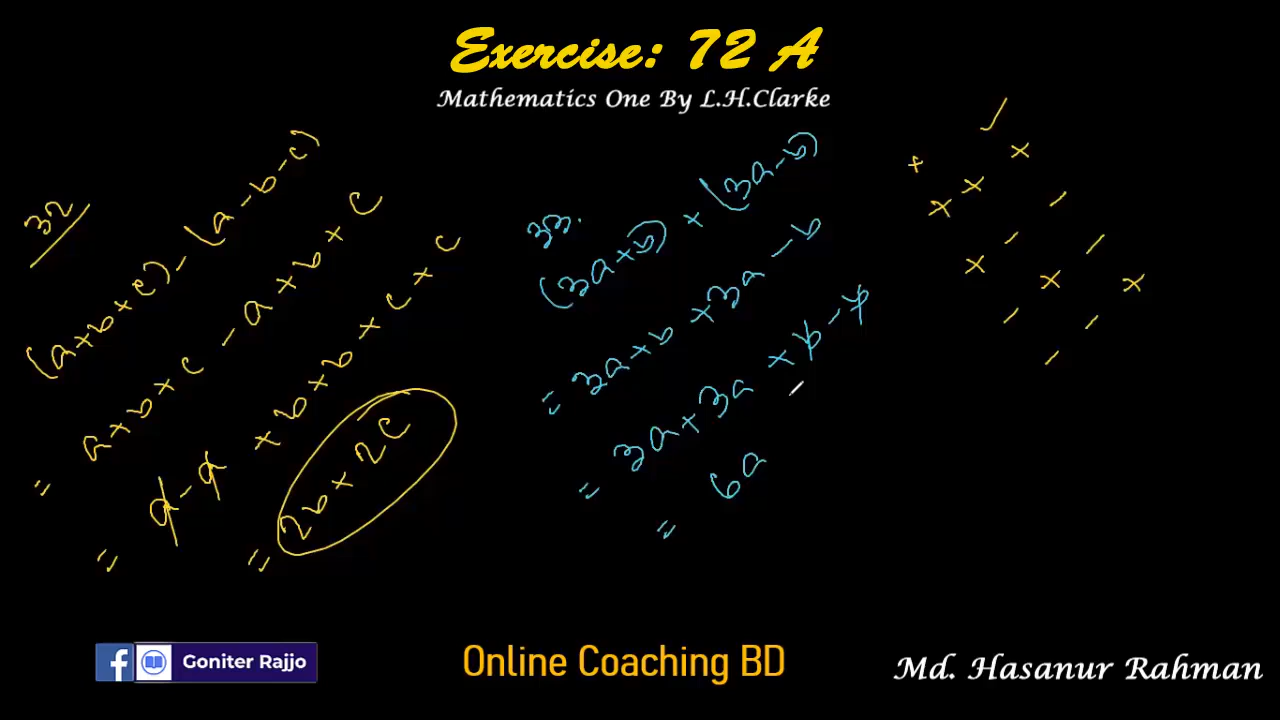 Exercise: 72 A
Mathematics One By L.H.Clarke
32
(a+b+c)-(a-b-c)
= a+b+c-a+b+c
= a-a+b+b+c+c
= 2b+2c
33.
(3a+b)+(3a-b)
= 3a+b+3a-b
= 3a+3a+b-b
= 6a
Goniter Rajjo
Online Coaching BD
Md. Hasanur Rahman